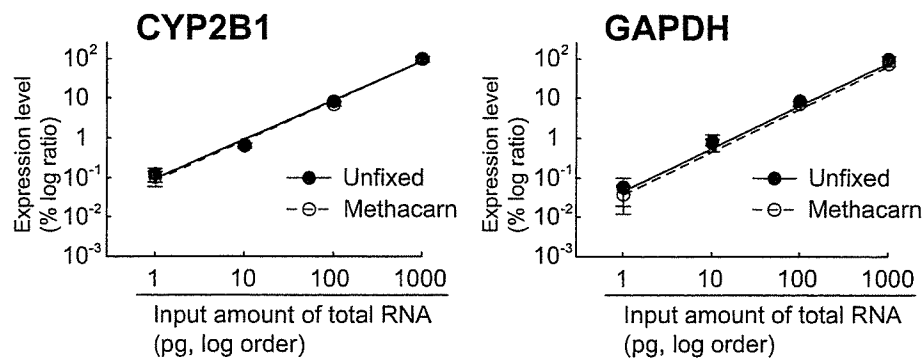 CYP2B1
Expression level
(% log ratio)
10²
10
1
10⁻¹
10⁻²
10⁻³
Unfixed
Methacarn
1 10 100 1000
Input amount of total RNA
(pg, log order)
GAPDH
Expression level
(% log ratio)
10²
10
1
10⁻¹
10⁻²
10⁻³
Unfixed
Methacarn
1 10 100 1000
Input amount of total RNA
(pg, log order)